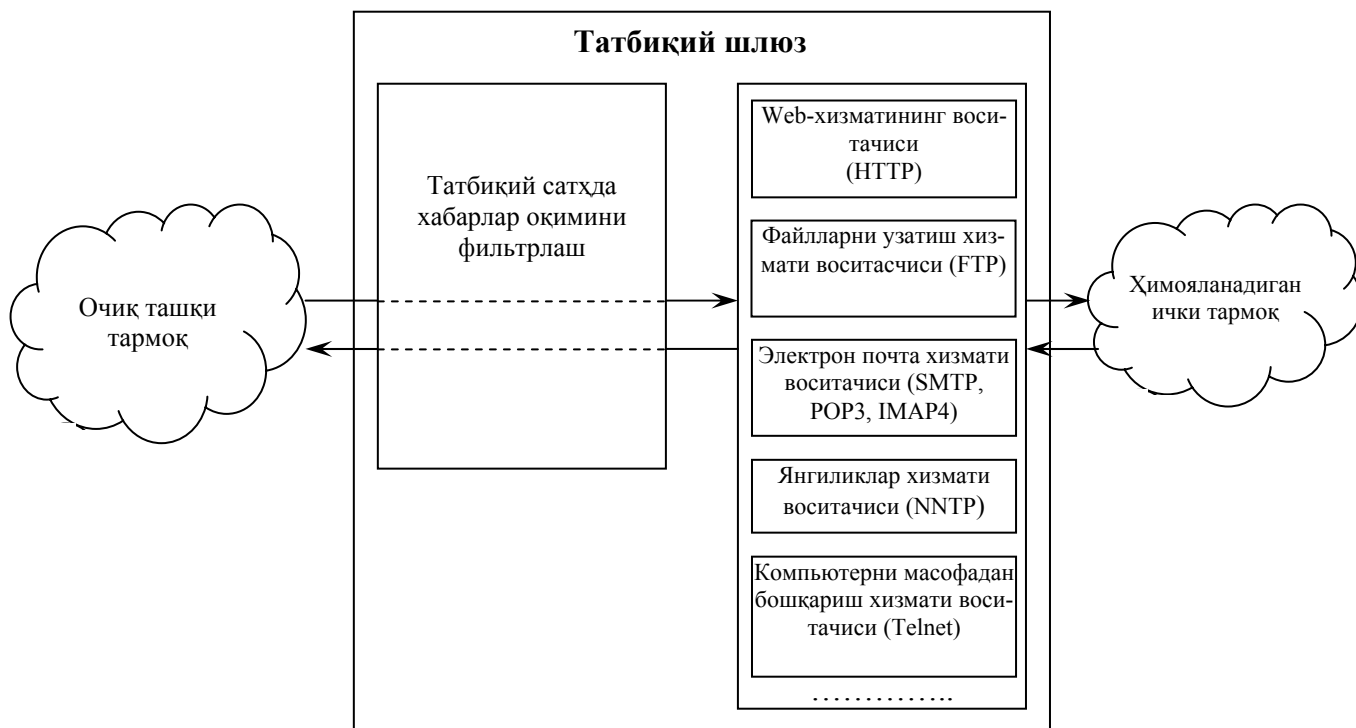 Татбиқий шлюз
Очиқ ташқи
тармоқ
Татбиқий сатҳда
хабарлар оқимини
фильтрлаш
Web-хизматининг воси-
тачиси
(HTTP)
Файлларни узатиш хиз-
мати воситасчиси (FTP)
Электрон почта хизмати
воситачиси (SMTP,
POP3, IMAP4)
Янгиликлар хизмати
воситачиси (NNTP)
Компьютерни масофадан
бошқариш хизмати воси-
тачиси (Telnet)
…………..
Ҳимояланадиган
ички тармоқ